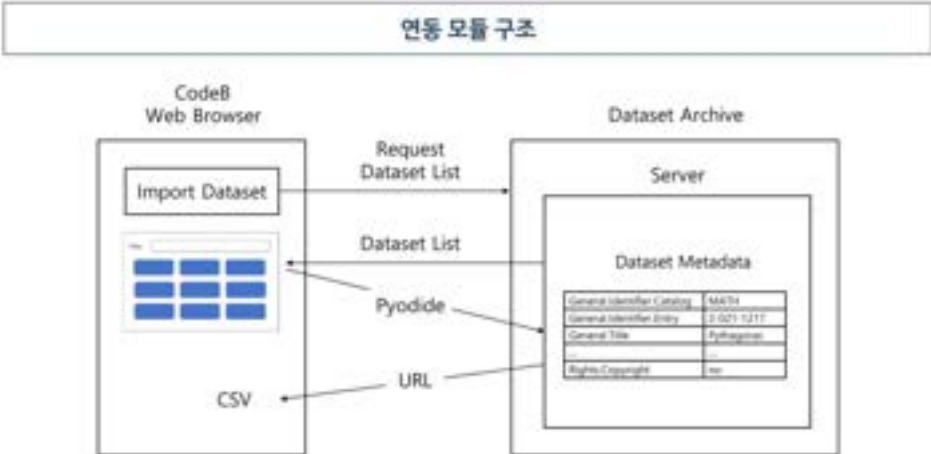 연동 모듈 구조
CodeB
Web Browser
Dataset Archive
Request
Dataset List
Import Dataset
Server
Dataset List
Dataset Metadata
Pyodide
General Identifier Catalog MATH
General Identifier Entry
General Title Pythagoras
... ...
Rights Copyright no
URL
CSV